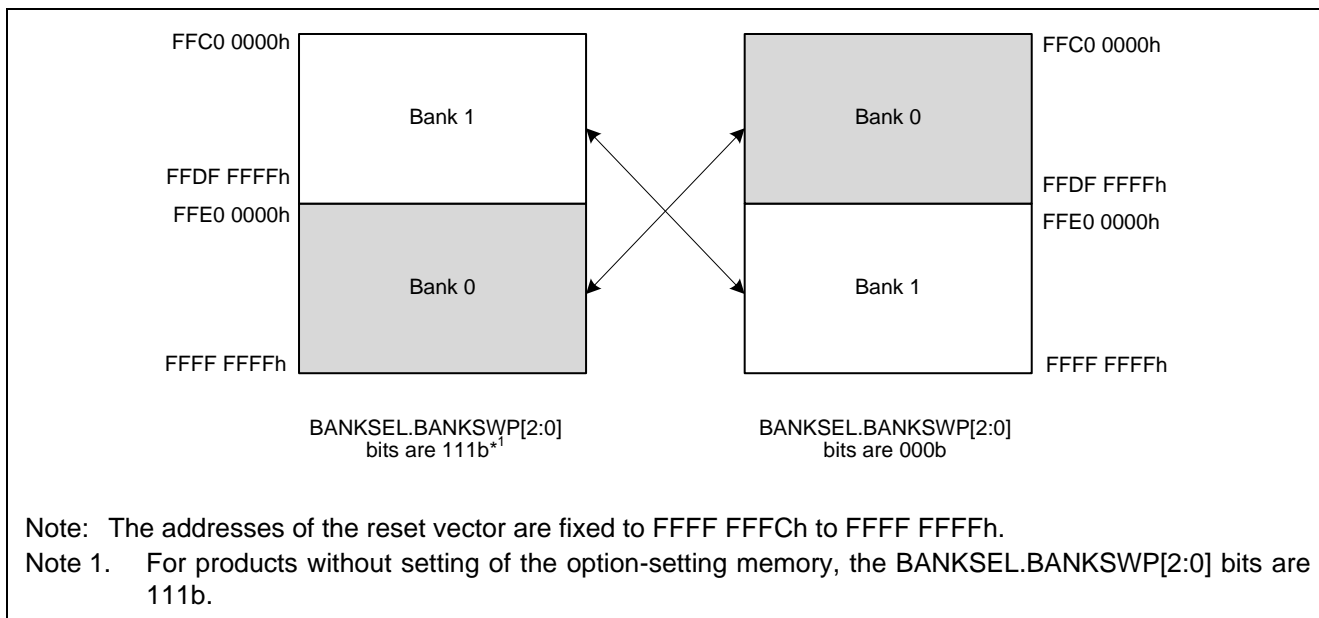 FFC0 0000h
Bank 1
FFDF FFFFh
FFE0 0000h
Bank 0
FFFF FFFFh
BANKSEL.BANKSWP[2:0]
bits are 111b*1
FFC0 0000h
Bank 0
FFDF FFFFh
FFE0 0000h
Bank 1
FFFF FFFFh
BANKSEL.BANKSWP[2:0]
bits are 000b
Note: The addresses of the reset vector are fixed to FFFF FFFCh to FFFF FFFFh.
Note 1. For products without setting of the option-setting memory, the BANKSEL.BANKSWP[2:0] bits are
111b.